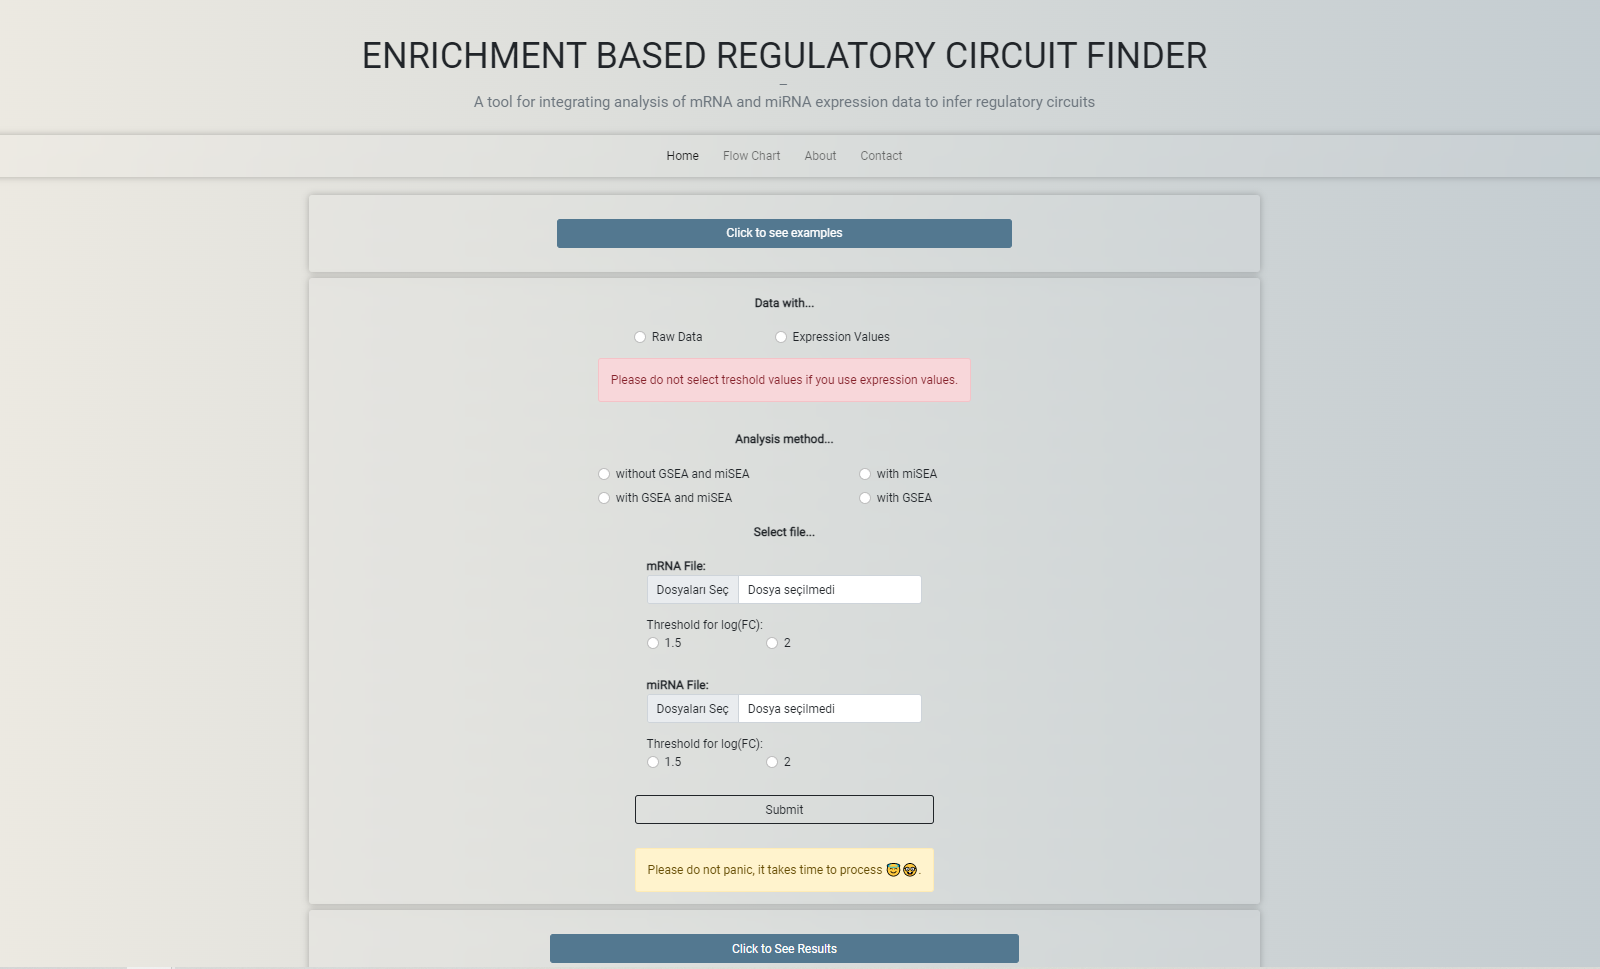 ENRICHMENT BASED REGULATORY CIRCUIT FINDER
–
A tool for integrating analysis of mRNA and miRNA expression data to infer regulatory circuits
Home Flow Chart About Contact
Click to see examples
Data with...
Raw Data Expression Values
Please do not select treshold values if you use expression values.
Analysis method...
without GSEA and miSEA with miSEA
with GSEA and miSEA with GSEA
Select file...
mRNA File:
Dosyaları Seç Dosya seçilmedi
Threshold for log(FC):
1.5 2
miRNA File:
Dosyaları Seç Dosya seçilmedi
Threshold for log(FC):
1.5 2
Submit
Please do not panic, it takes time to process 😇🤓.
Click to See Results